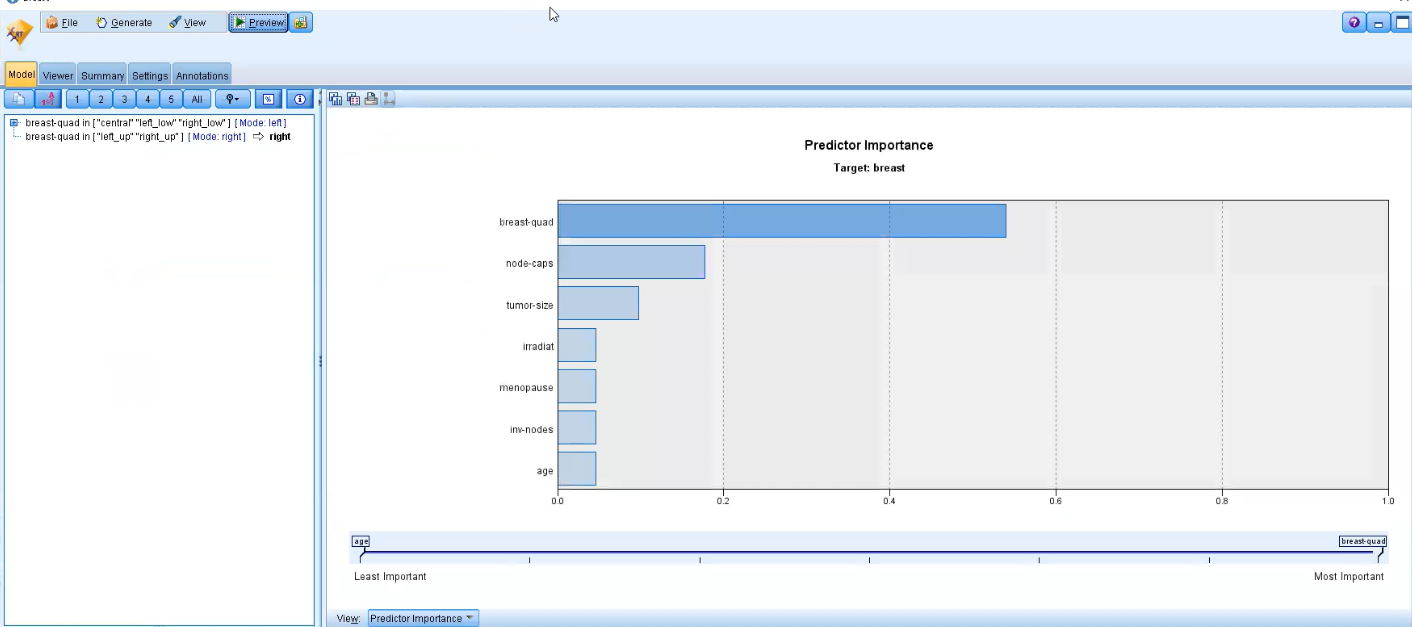 File Generate View Preview
Model Viewer Summary Settings Annotations
1 2 3 4 5 All %
breast-quad in ["central" "left_low" "right_low" ] [ Mode: left ]
breast-quad in ["left_up" "right_up" ] [ Mode: right ] ⇨ right
Predictor Importance
Target: breast
breast-quad
node-caps
tumor-size
irradiat
menopause
inv-nodes
age
0.0 0.2 0.4 0.6 0.8 1.0
age breast-quad
Least Important Most Important
View: Predictor Importance